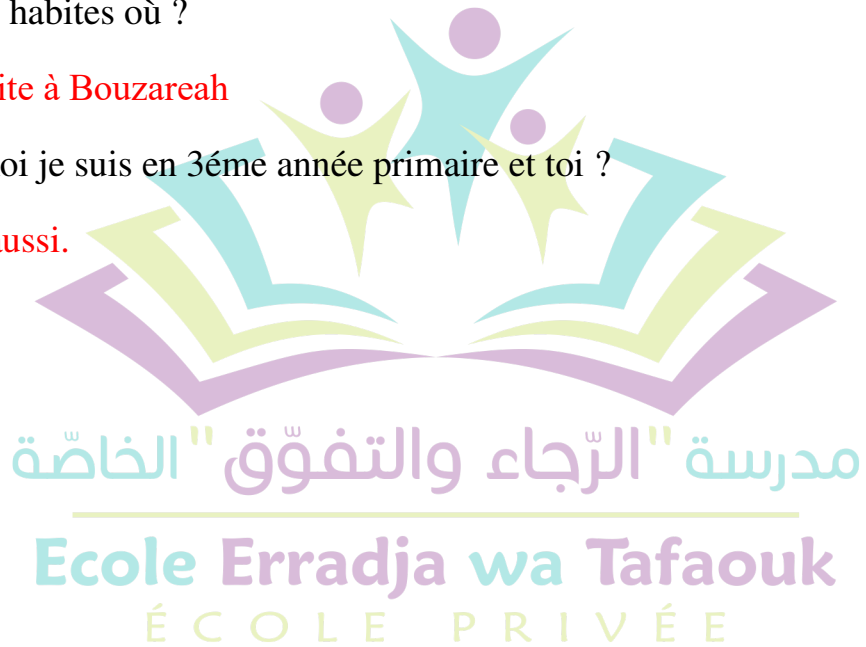 habites où ?
ite à Bouzareah
oi je suis en 3éme année primaire et toi ?
aussi.
مدرسة "الرّجاء والتفوّق" الخاصّة
Ecole Erradja wa Tafaouk
ÉCOLE PRIVÉE